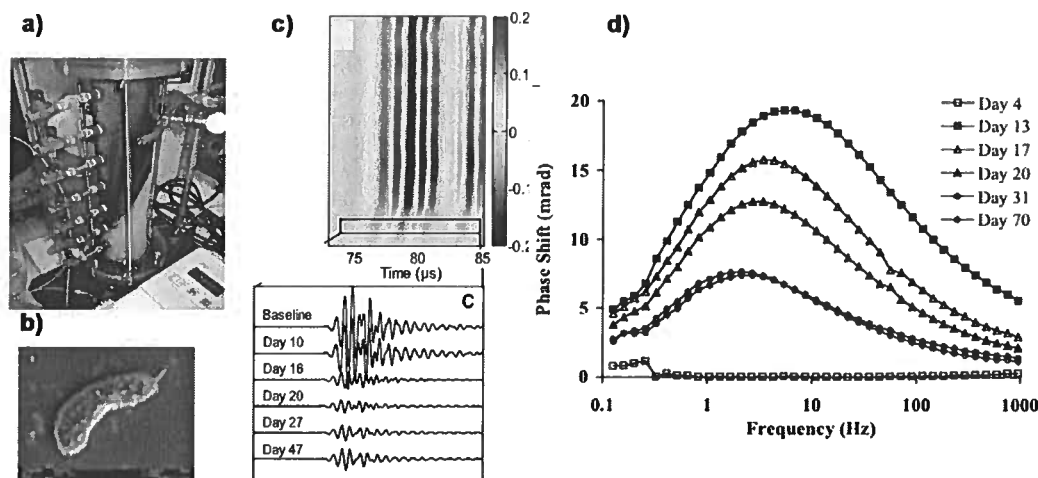 a)
b)
c)
0.2
0.1
0
-0.1
-0.2
75
80
85
Time (μs)
C
Baseline
Day 10
Day 16
Day 20
Day 27
Day 47
d)
20
15
10
5
0
Phase Shift (mrad)
0.1
1
10
100
1000
Frequency (Hz)
Day 4
Day 13
Day 17
Day 20
Day 31
Day 70